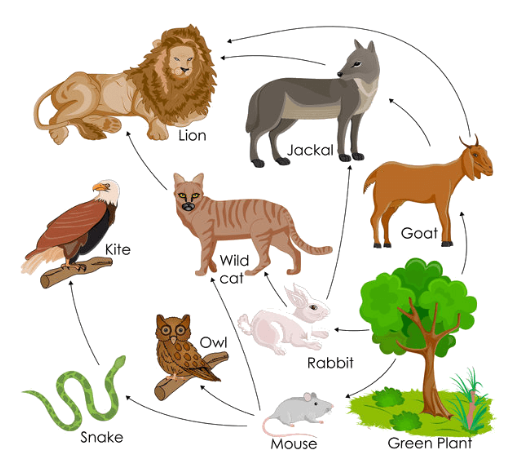 Lion
Jackal
Goat
Kite
Wild
cat
Owl
Rabbit
Snake
Mouse
Green Plant